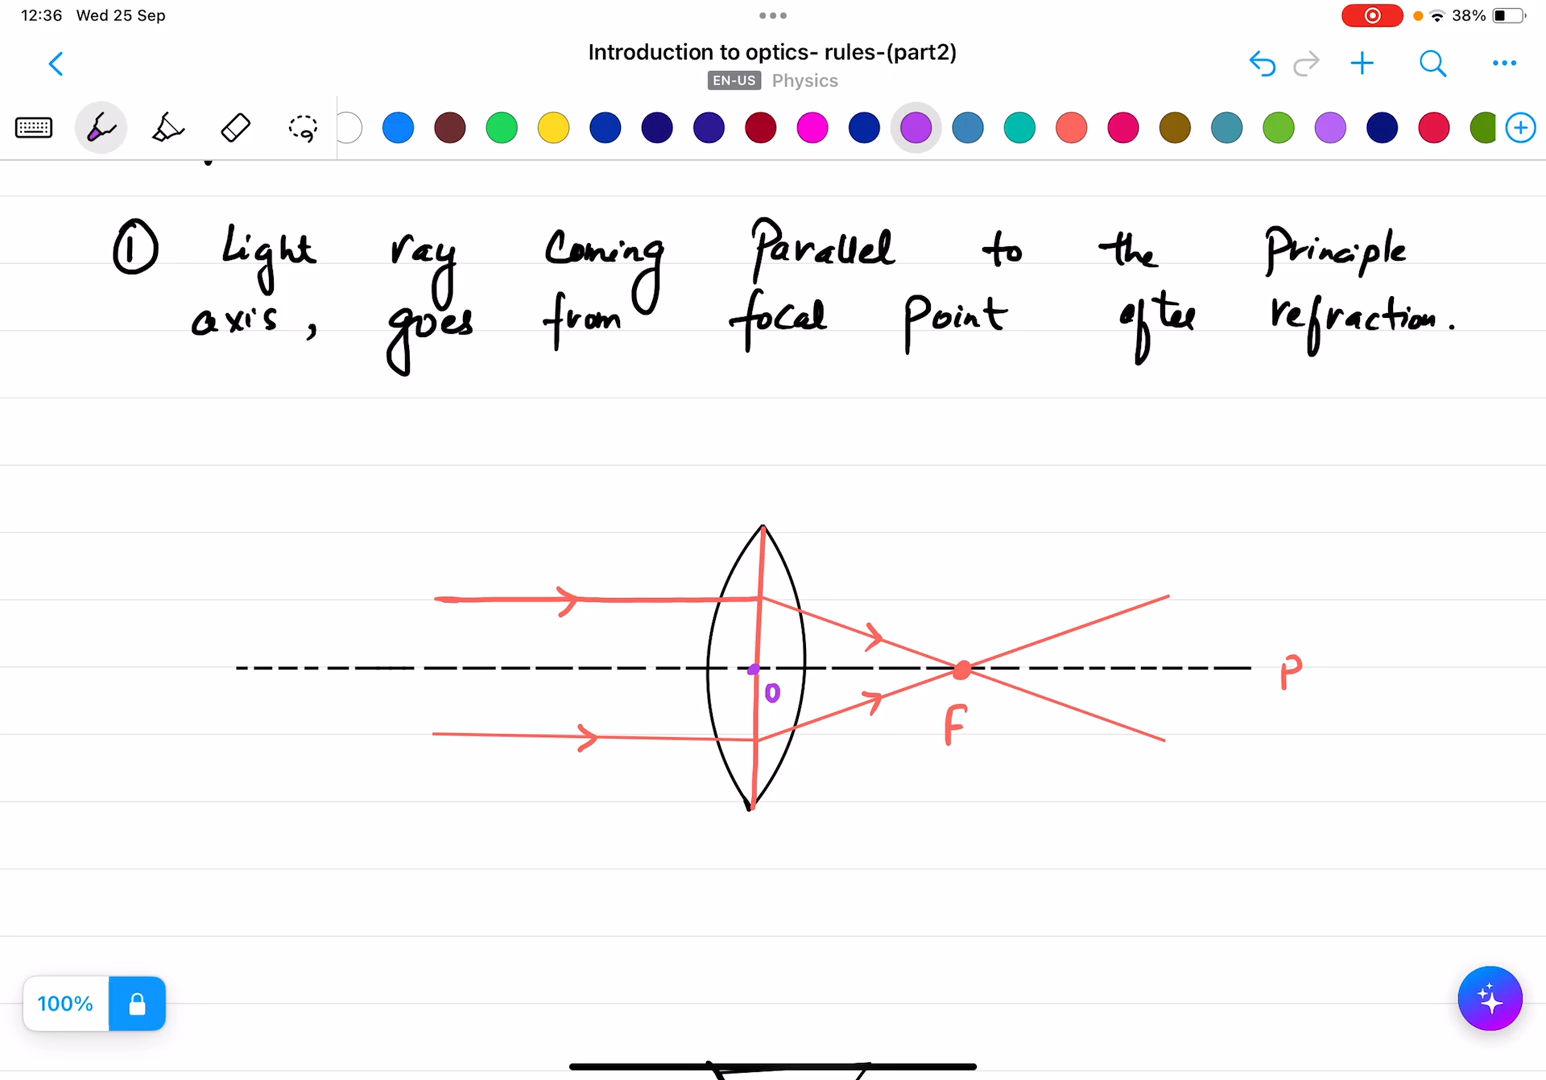 12:36 Wed 25 Sep
38%
Introduction to optics- rules-(part2)
EN-US Physics
① Light ray coming Parallel to the Principle
axis, goes from focal Point after refraction.
P
O
F
100%